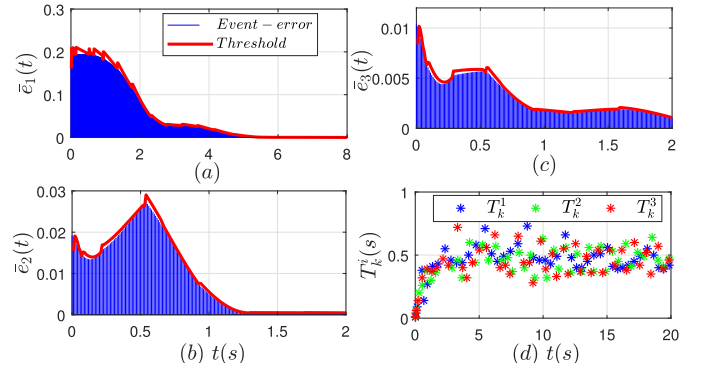 0.3
0.2
0.1
0
ē₁(t)
Event − error
Threshold
0 2 4 6 8
(a)
0.01
0.005
0
ē₃(t)
0 0.5 1 1.5 2
(c)
0.03
0.02
0.01
0
ē₂(t)
0 0.5 1 1.5 2
(b) t(s)
1
0.5
0
T_k^i(s)
T_k^1 T_k^2 T_k^3
0 5 10 15 20
(d) t(s)